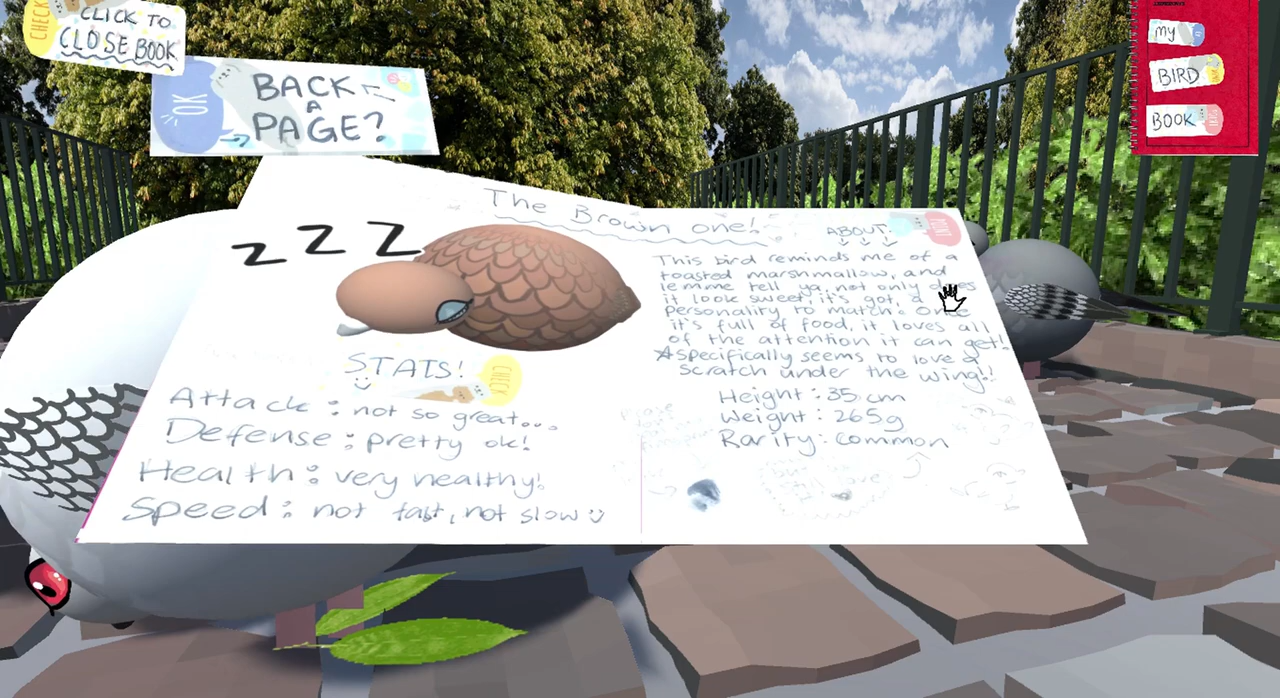 CLICK TO
CLOSE BOOK
CHECK
OK
BACK
A
PAGE?
MY
BIRD
BOOK
The Brown one!
z z z
ABOUT
This bird reminds me of a
toasted marshmallow, and
lemme tell ya, not only does
it look sweet, it's got, a
personality to match. Once
it's full of food, it loves all
of the attention it can get!
*specifically seems to love a
scratch under the wing!!
STATS!
CHECK
Attack: not so great...
Defense: pretty ok!
Health: very healthy!
Speed: not fast, not slow
Height: 35 cm
Weight: 265g
Rarity: common